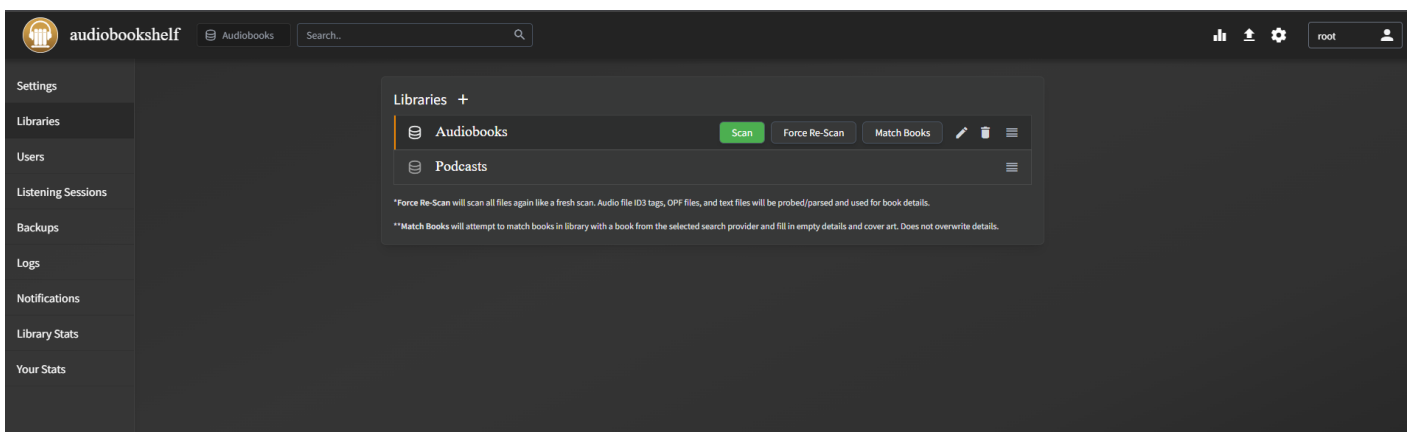 audiobookshelf
Audiobooks
Search..
root
Settings
Libraries
Users
Listening Sessions
Backups
Logs
Notifications
Library Stats
Your Stats
Libraries +
Audiobooks Scan Force Re-Scan Match Books
Podcasts
*Force Re-Scan will scan all files again like a fresh scan. Audio file ID3 tags, OPF files, and text files will be probed/parsed and used for book details.
**Match Books will attempt to match books in library with a book from the selected search provider and fill in empty details and cover art. Does not overwrite details.